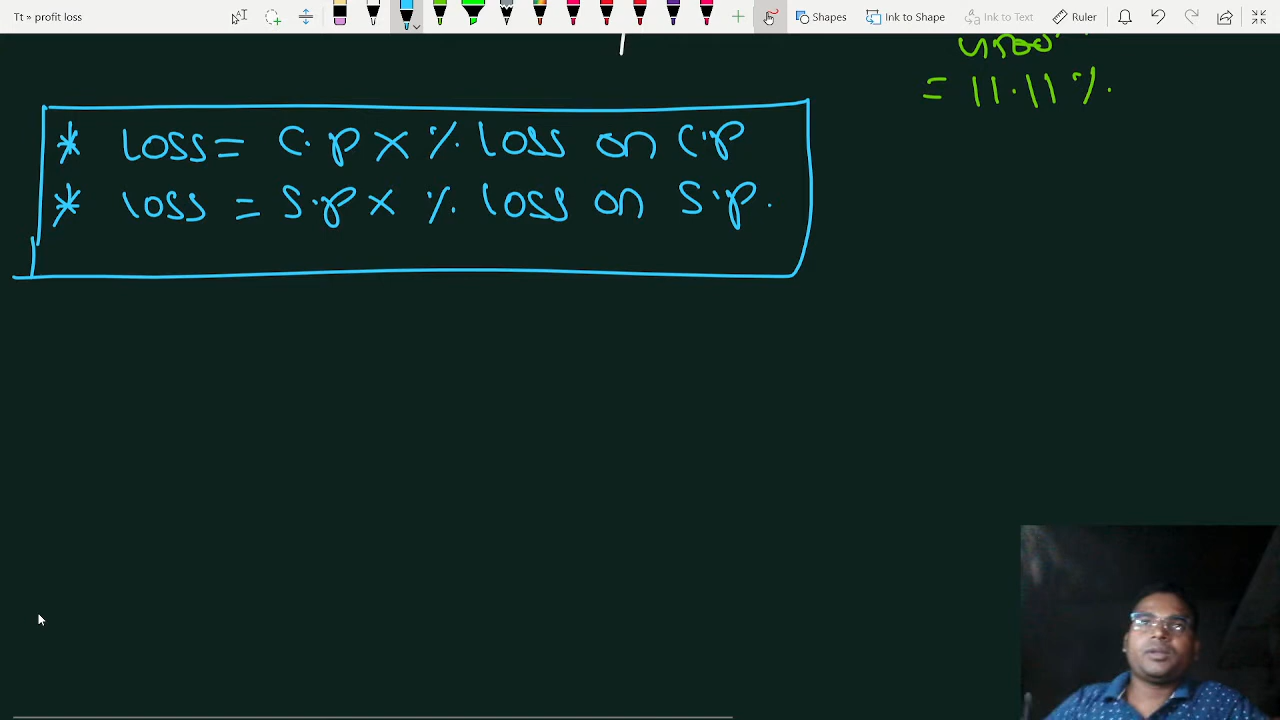 Tt » profit loss
Shapes
Ink to Shape
Ink to Text
Ruler
= 11.11 %.
* Loss = C.P × % loss on C.P
* loss = S.P × % loss on S.P.